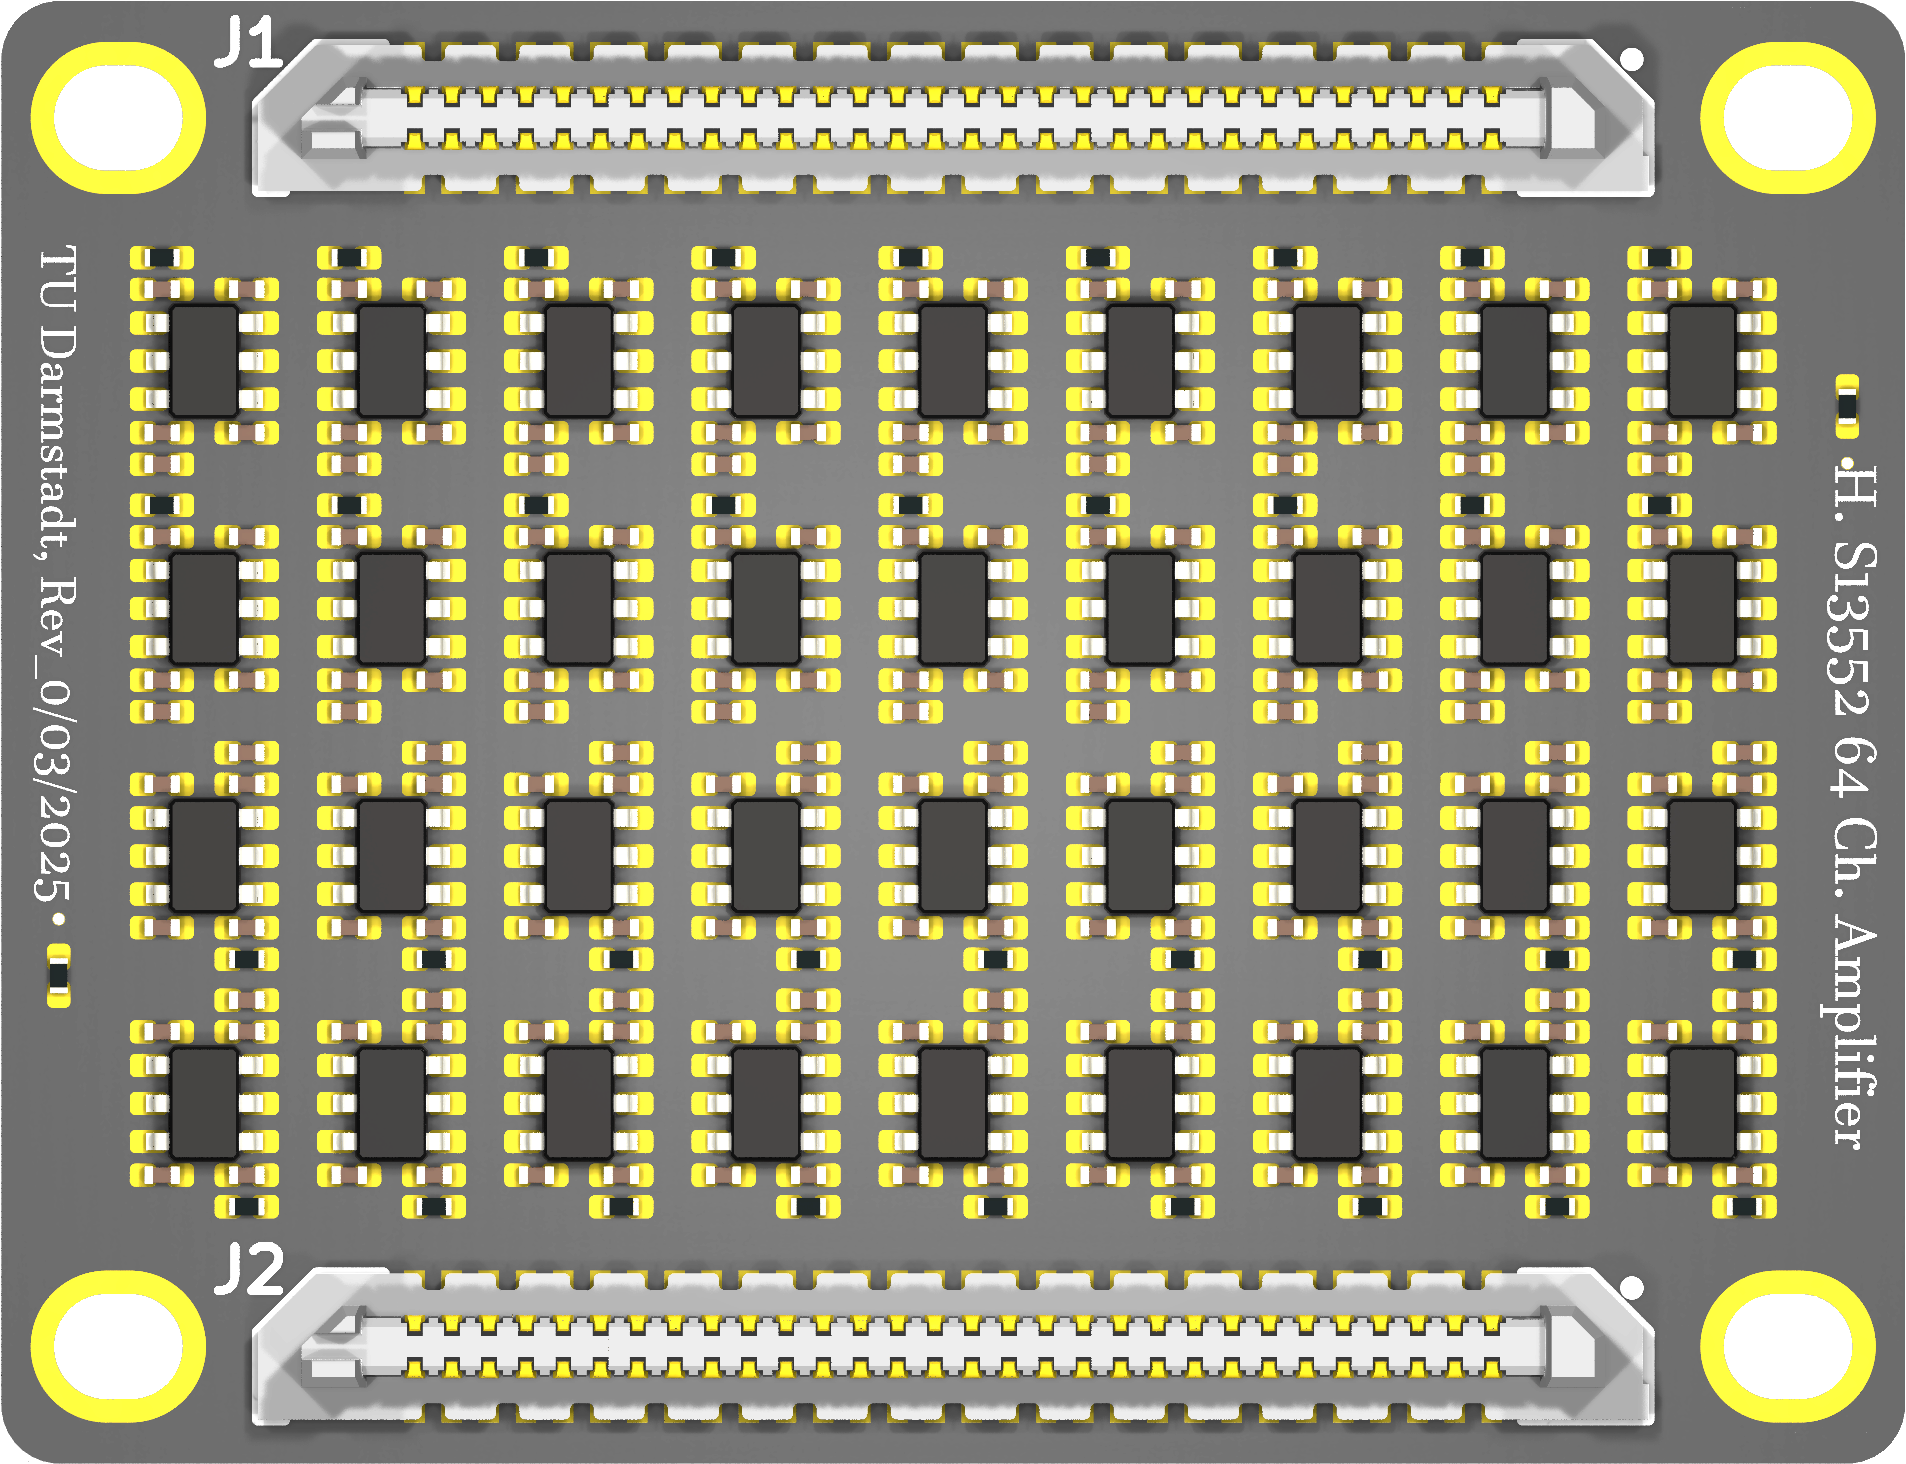 J1
TU Darmstadt, Rev_0/03/2025
H. Si3552 64 Ch. Amplifier
J2